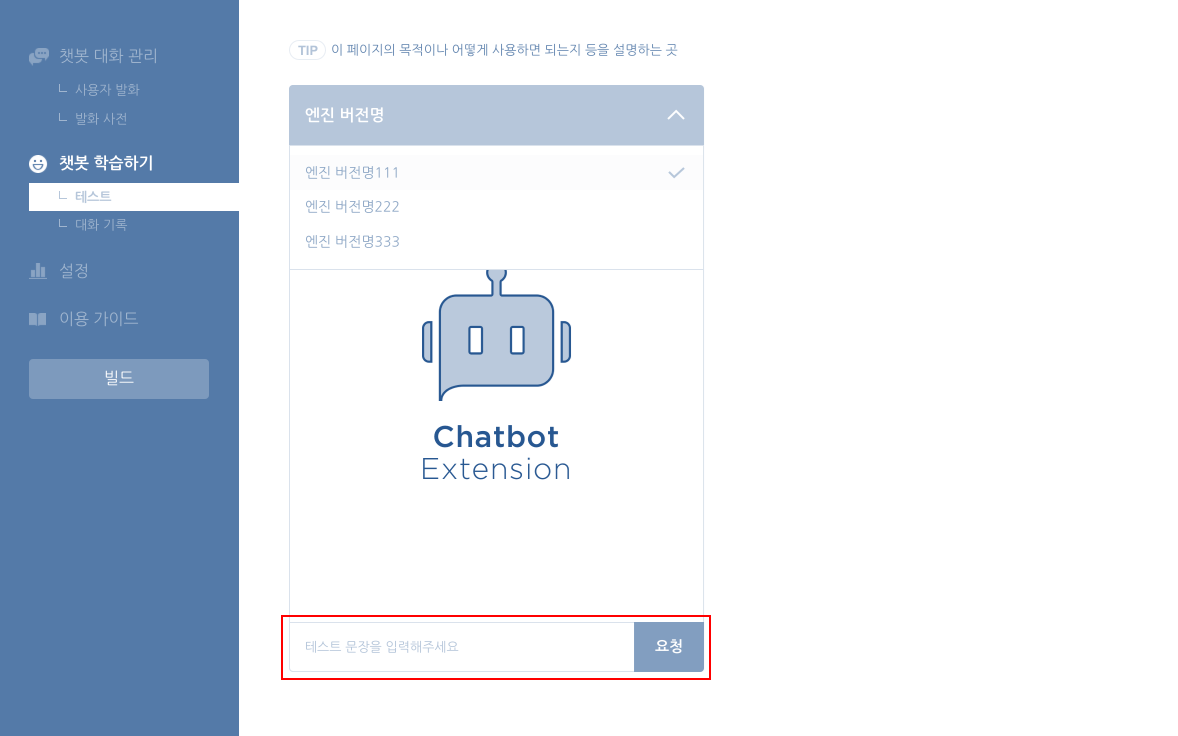 챗봇 대화 관리
사용자 발화
발화 사전
챗봇 학습하기
테스트
대화 기록
설정
이용 가이드
빌드
TIP 이 페이지의 목적이나 어떻게 사용하면 되는지 등을 설명하는 곳
엔진 버전명
엔진 버전명111
엔진 버전명222
엔진 버전명333
Chatbot
Extension
테스트 문장을 입력해주세요
요청